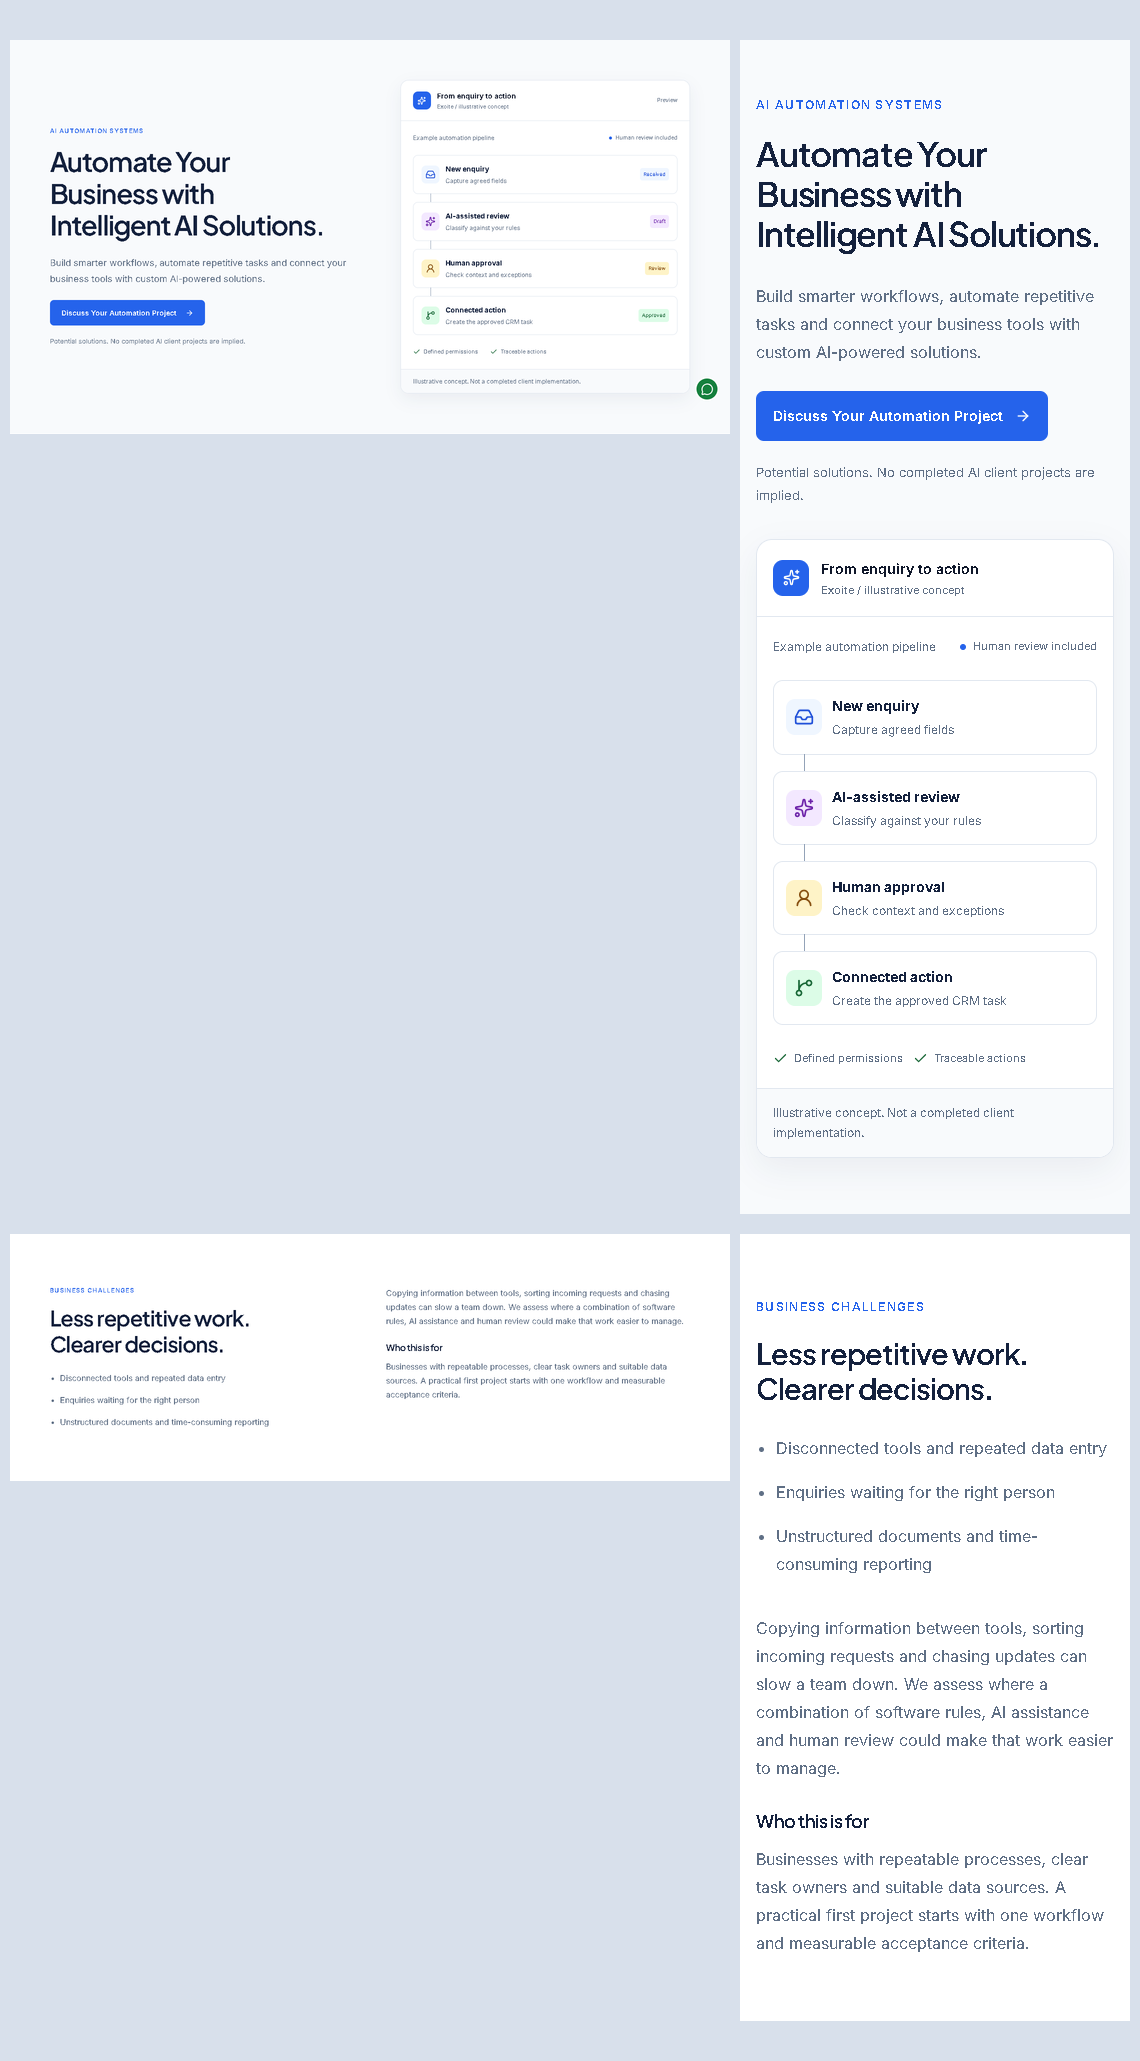 AI AUTOMATION SYSTEMS
Automate Your
Business with
Intelligent AI Solutions.
Build smarter workflows, automate repetitive tasks and connect your
business tools with custom AI-powered solutions.
Discuss Your Automation Project
Potential solutions. No completed AI client projects are implied.
From enquiry to action
Exoite / illustrative concept
Preview
Example automation pipeline
Human review included
New enquiry
Capture agreed fields
Received
AI-assisted review
Classify against your rules
Draft
Human approval
Check context and exceptions
Review
Connected action
Create the approved CRM task
Approved
Defined permissions
Traceable actions
Illustrative concept. Not a completed client implementation.
AI AUTOMATION SYSTEMS
Automate Your
Business with
Intelligent AI Solutions.
Build smarter workflows, automate repetitive
tasks and connect your business tools with
custom AI-powered solutions.
Discuss Your Automation Project
Potential solutions. No completed AI client projects are
implied.
From enquiry to action
Exoite / illustrative concept
Example automation pipeline
Human review included
New enquiry
Capture agreed fields
AI-assisted review
Classify against your rules
Human approval
Check context and exceptions
Connected action
Create the approved CRM task
Defined permissions
Traceable actions
Illustrative concept. Not a completed client
implementation.
BUSINESS CHALLENGES
Less repetitive work.
Clearer decisions.
• Disconnected tools and repeated data entry
• Enquiries waiting for the right person
• Unstructured documents and time-consuming reporting
Copying information between tools, sorting incoming requests and chasing
updates can slow a team down. We assess where a combination of software
rules, AI assistance and human review could make that work easier to manage.
Who this is for
Businesses with repeatable processes, clear task owners and suitable data
sources. A practical first project starts with one workflow and measurable
acceptance criteria.
BUSINESS CHALLENGES
Less repetitive work.
Clearer decisions.
• Disconnected tools and repeated data entry
• Enquiries waiting for the right person
• Unstructured documents and time-
consuming reporting
Copying information between tools, sorting
incoming requests and chasing updates can
slow a team down. We assess where a
combination of software rules, AI assistance
and human review could make that work easier
to manage.
Who this is for
Businesses with repeatable processes, clear
task owners and suitable data sources. A
practical first project starts with one workflow
and measurable acceptance criteria.